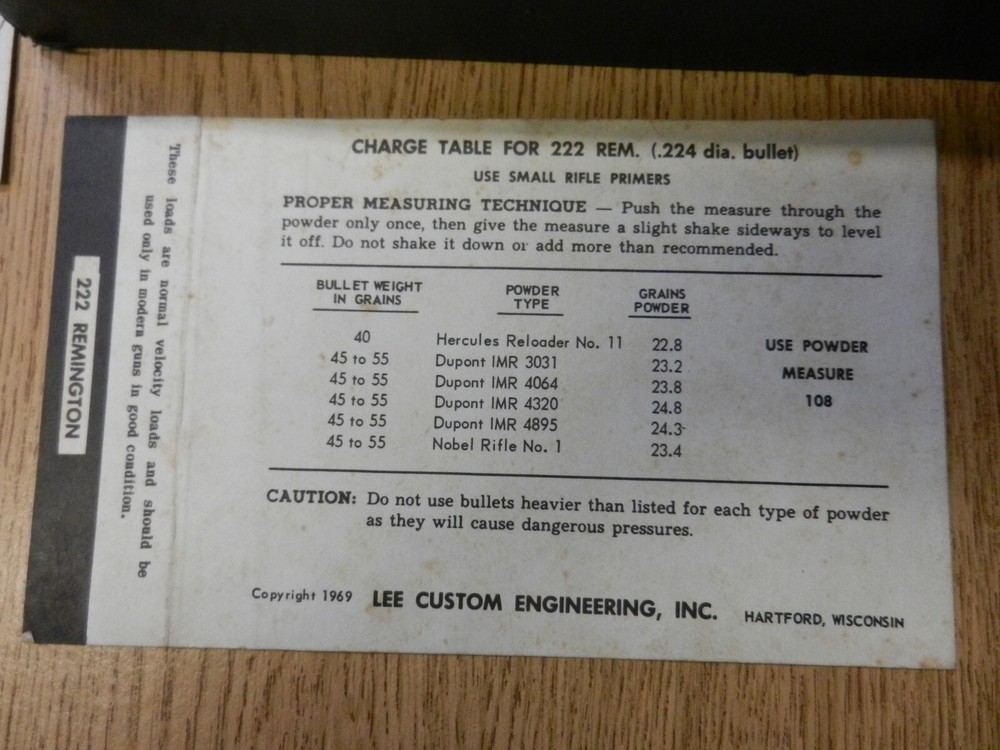 CHARGE TABLE FOR 222 REM. (.224 dia. bullet)
USE SMALL RIFLE PRIMERS
PROPER MEASURING TECHNIQUE — Push the measure through the
powder only once, then give the measure a slight shake sideways to level
it off. Do not shake it down or add more than recommended.
BULLET WEIGHT IN GRAINS POWDER TYPE GRAINS POWDER
40 Hercules Reloader No. 11 22.8
45 to 55 Dupont IMR 3031 23.2
45 to 55 Dupont IMR 4064 23.8
45 to 55 Dupont IMR 4320 24.8
45 to 55 Dupont IMR 4895 24.3
45 to 55 Nobel Rifle No. 1 23.4
USE POWDER
MEASURE
108
CAUTION: Do not use bullets heavier than listed for each type of powder
as they will cause dangerous pressures.
Copyright 1969 LEE CUSTOM ENGINEERING, INC. HARTFORD, WISCONSIN
These loads are normal velocity loads and should be
used only in modern guns in good condition.
222 REMINGTON